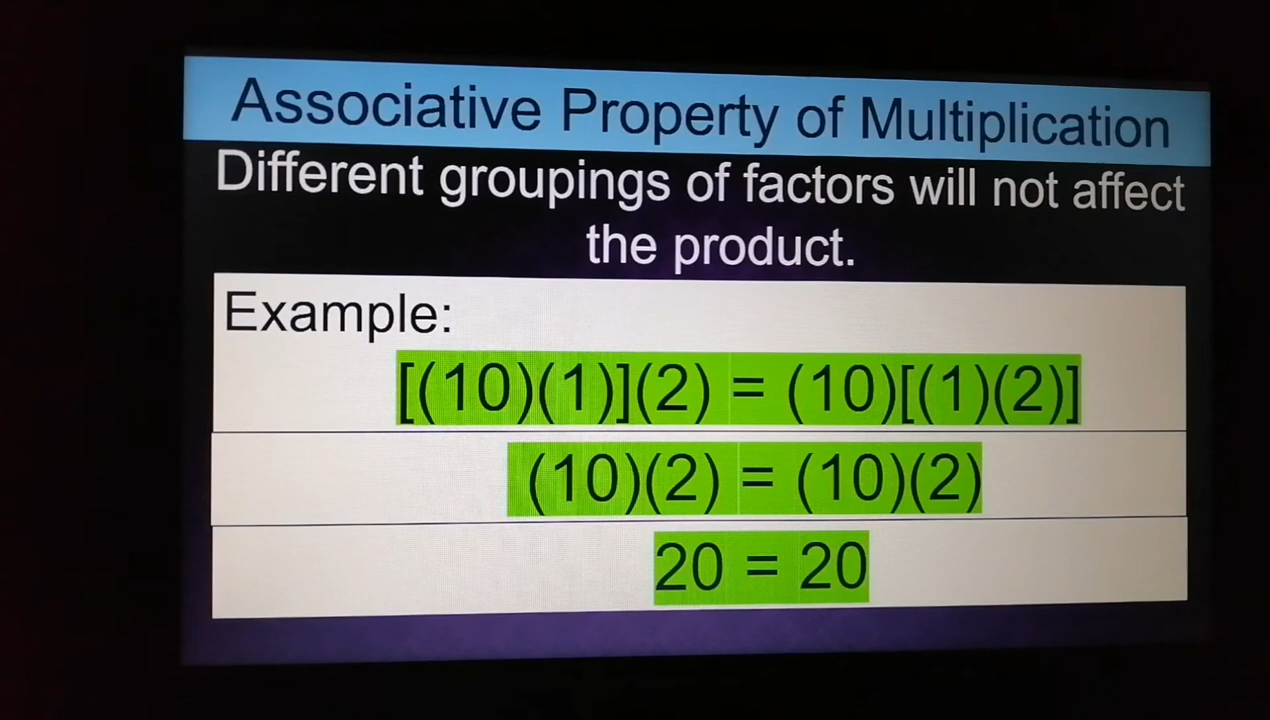 Associative Property of Multiplication
Different groupings of factors will not affect
the product.
Example:
[(10)(1)](2) = (10)[(1)(2)]
(10)(2) = (10)(2)
20 = 20